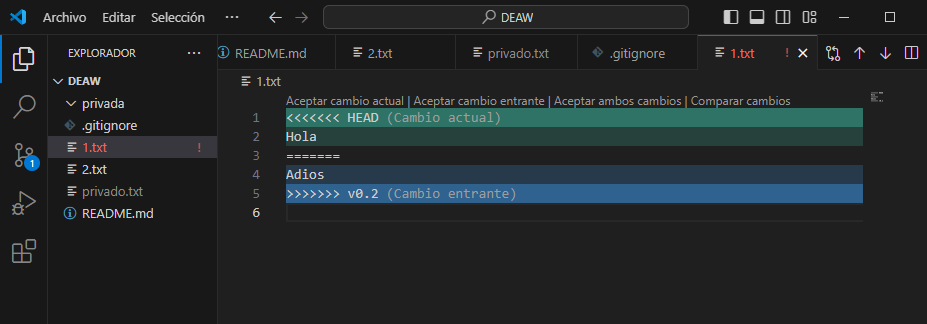 Archivo Editar Selección ··· DEAW
EXPLORADOR ···
README.md 2.txt privado.txt .gitignore 1.txt !
DEAW
privada
.gitignore
1.txt !
2.txt
privado.txt
README.md
1
1.txt
Aceptar cambio actual | Aceptar cambio entrante | Aceptar ambos cambios | Comparar cambios
1 <<<<<<< HEAD (Cambio actual)
2 Hola
3 =======
4 Adios
5 >>>>>>> v0.2 (Cambio entrante)
6